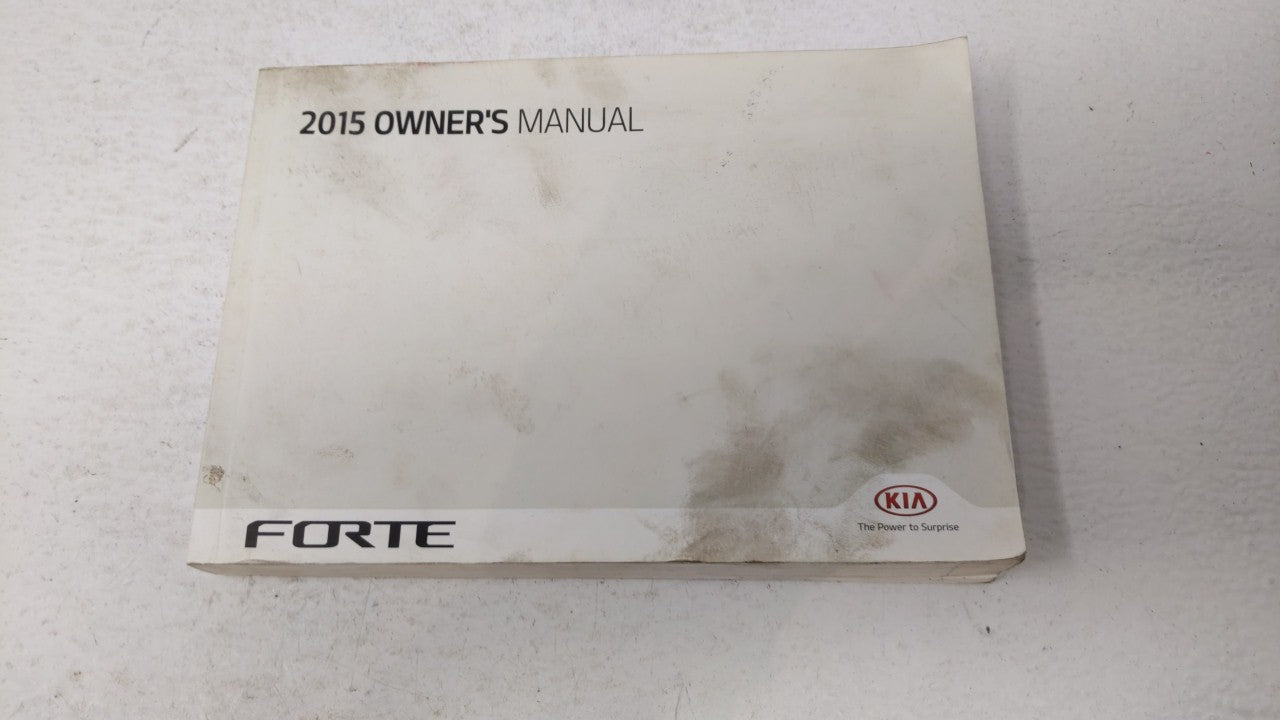 2015 OWNER'S MANUAL
FORTE
KIA
The Power to Surprise